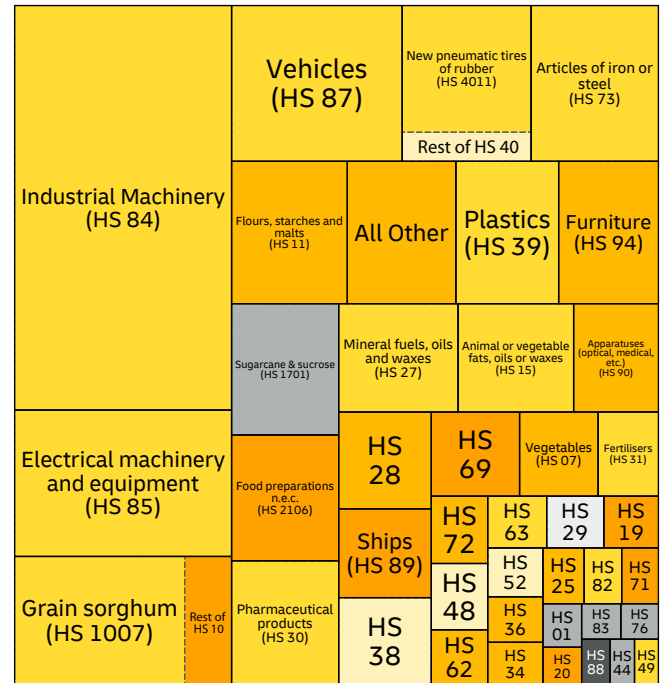 Industrial Machinery
(HS 84)
Vehicles
(HS 87)
New pneumatic tires
of rubber
(HS 4011)
Rest of HS 40
Articles of iron or
steel
(HS 73)
Flours, starches and
malts
(HS 11)
All Other
Plastics
(HS 39)
Furniture
(HS 94)
Sugarcane & sucrose
(HS 1701)
Mineral fuels, oils
and waxes
(HS 27)
Animal or vegetable
fats, oils or waxes
(HS 15)
Apparatuses
(optical, medical,
etc.)
(HS 90)
Electrical machinery
and equipment
(HS 85)
Food preparations
n.e.c.
(HS 2106)
HS
28
HS
69
Vegetables
(HS 07)
Fertilisers
(HS 31)
Ships
(HS 89)
HS
72
HS
63
HS
29
HS
19
Grain sorghum
(HS 1007)
Rest of
HS 10
Pharmaceutical
products
(HS 30)
HS
38
HS
48
HS
62
HS
52
HS
36
HS
34
HS
25
HS
82
HS
71
HS
01
HS
83
HS
76
HS
20
HS
88
HS
44
HS
49